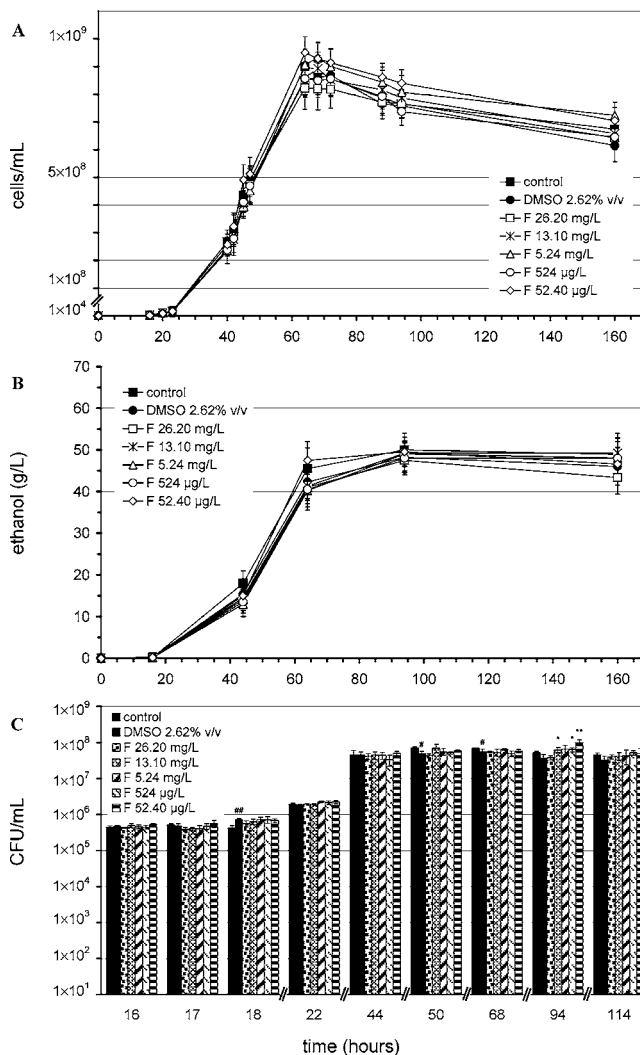 A
1×10⁹
5×10⁸
1×10⁸
1×10⁴
cells/mL
control
DMSO 2.62% v/v
F 26.20 mg/L
F 13.10 mg/L
F 5.24 mg/L
F 524 µg/L
F 52.40 µg/L
0 20 40 60 80 100 120 140 160
B
70
60
50
40
30
20
10
0
ethanol (g/L)
control
DMSO 2.62% v/v
F 26.20 mg/L
F 13.10 mg/L
F 5.24 mg/L
F 524 µg/L
F 52.40 µg/L
0 20 40 60 80 100 120 140 160
C
1×10⁹
1×10⁸
1×10⁷
1×10⁶
1×10⁵
1×10⁴
1×10³
1×10²
1×10¹
CFU/mL
control
DMSO 2.62% v/v
F 26.20 mg/L
F 13.10 mg/L
F 5.24 mg/L
F 524 µg/L
F 52.40 µg/L
##
#
#
* * **
16 17 18 22 44 50 68 94 114
time (hours)